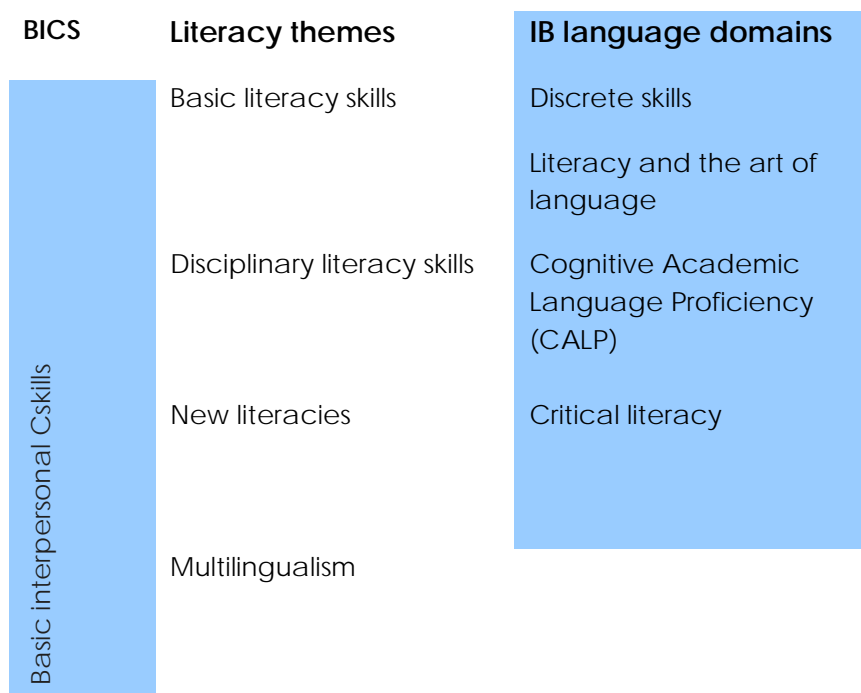 BICS
Literacy themes
IB language domains
Basic literacy skills
Discrete skills
Literacy and the art of
language
Disciplinary literacy skills
Cognitive Academic
Language Proficiency
(CALP)
New literacies
Critical literacy
Multilingualism
Basic interpersonal Cskills